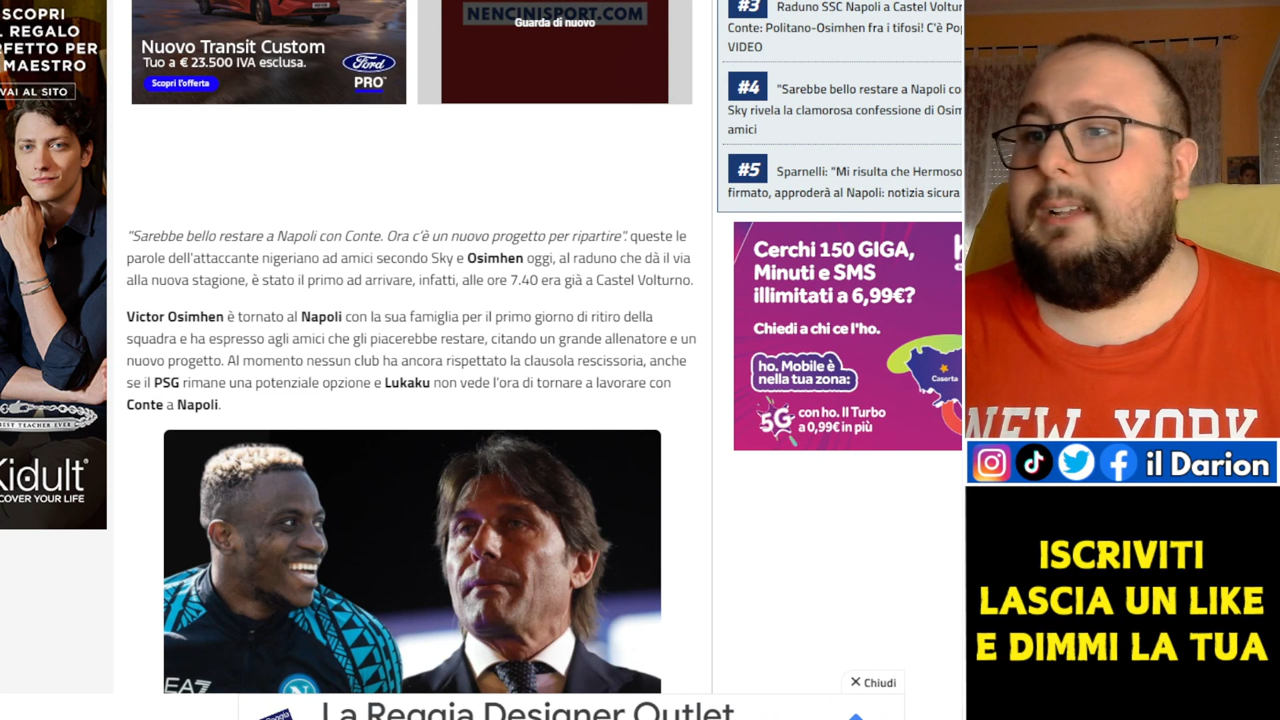 SCOPRI
L REGALO
RFETTO PER
MAESTRO
VAI AL SITO
BEST TEACHER EVER
Kidult
COVER YOUR LIFE
Nuovo Transit Custom
Tuo a € 23.500 IVA esclusa.
Scopri l'offerta
Ford
PRO™
NENCINISPORT.COM
Guarda di nuovo
"Sarebbe bello restare a Napoli con Conte. Ora c'è un nuovo progetto per ripartire". queste le
parole dell'attaccante nigeriano ad amici secondo Sky e Osimhen oggi, al raduno che dà il via
alla nuova stagione, è stato il primo ad arrivare, infatti, alle ore 7.40 era già a Castel Volturno.
Victor Osimhen è tornato al Napoli con la sua famiglia per il primo giorno di ritiro della
squadra e ha espresso agli amici che gli piacerebbe restare, citando un grande allenatore e un
nuovo progetto. Al momento nessun club ha ancora rispettato la clausola rescissoria, anche
se il PSG rimane una potenziale opzione e Lukaku non vede l'ora di tornare a lavorare con
Conte a Napoli.
EA7
#3 Raduno SSC Napoli a Castel Voltur
Conte: Politano-Osimhen fra i tifosi! C'è Po
VIDEO
#4 "Sarebbe bello restare a Napoli co
Sky rivela la clamorosa confessione di Osim
amici
#5 Sparnelli: "Mi risulta che Hermoso
firmato, approderà al Napoli: notizia sicura
Cerchi 150 GIGA,
Minuti e SMS
illimitati a 6,99€?
h
Chiedi a chi ce l'ho.
ho. Mobile è
nella tua zona:
Caserta
5G
con ho. Il Turbo
a 0,99€ in più
✕ Chiudi
La Reggia Designer Outlet
NEW YORK
il Darion
ISCRIVITI
LASCIA UN LIKE
E DIMMI LA TUA